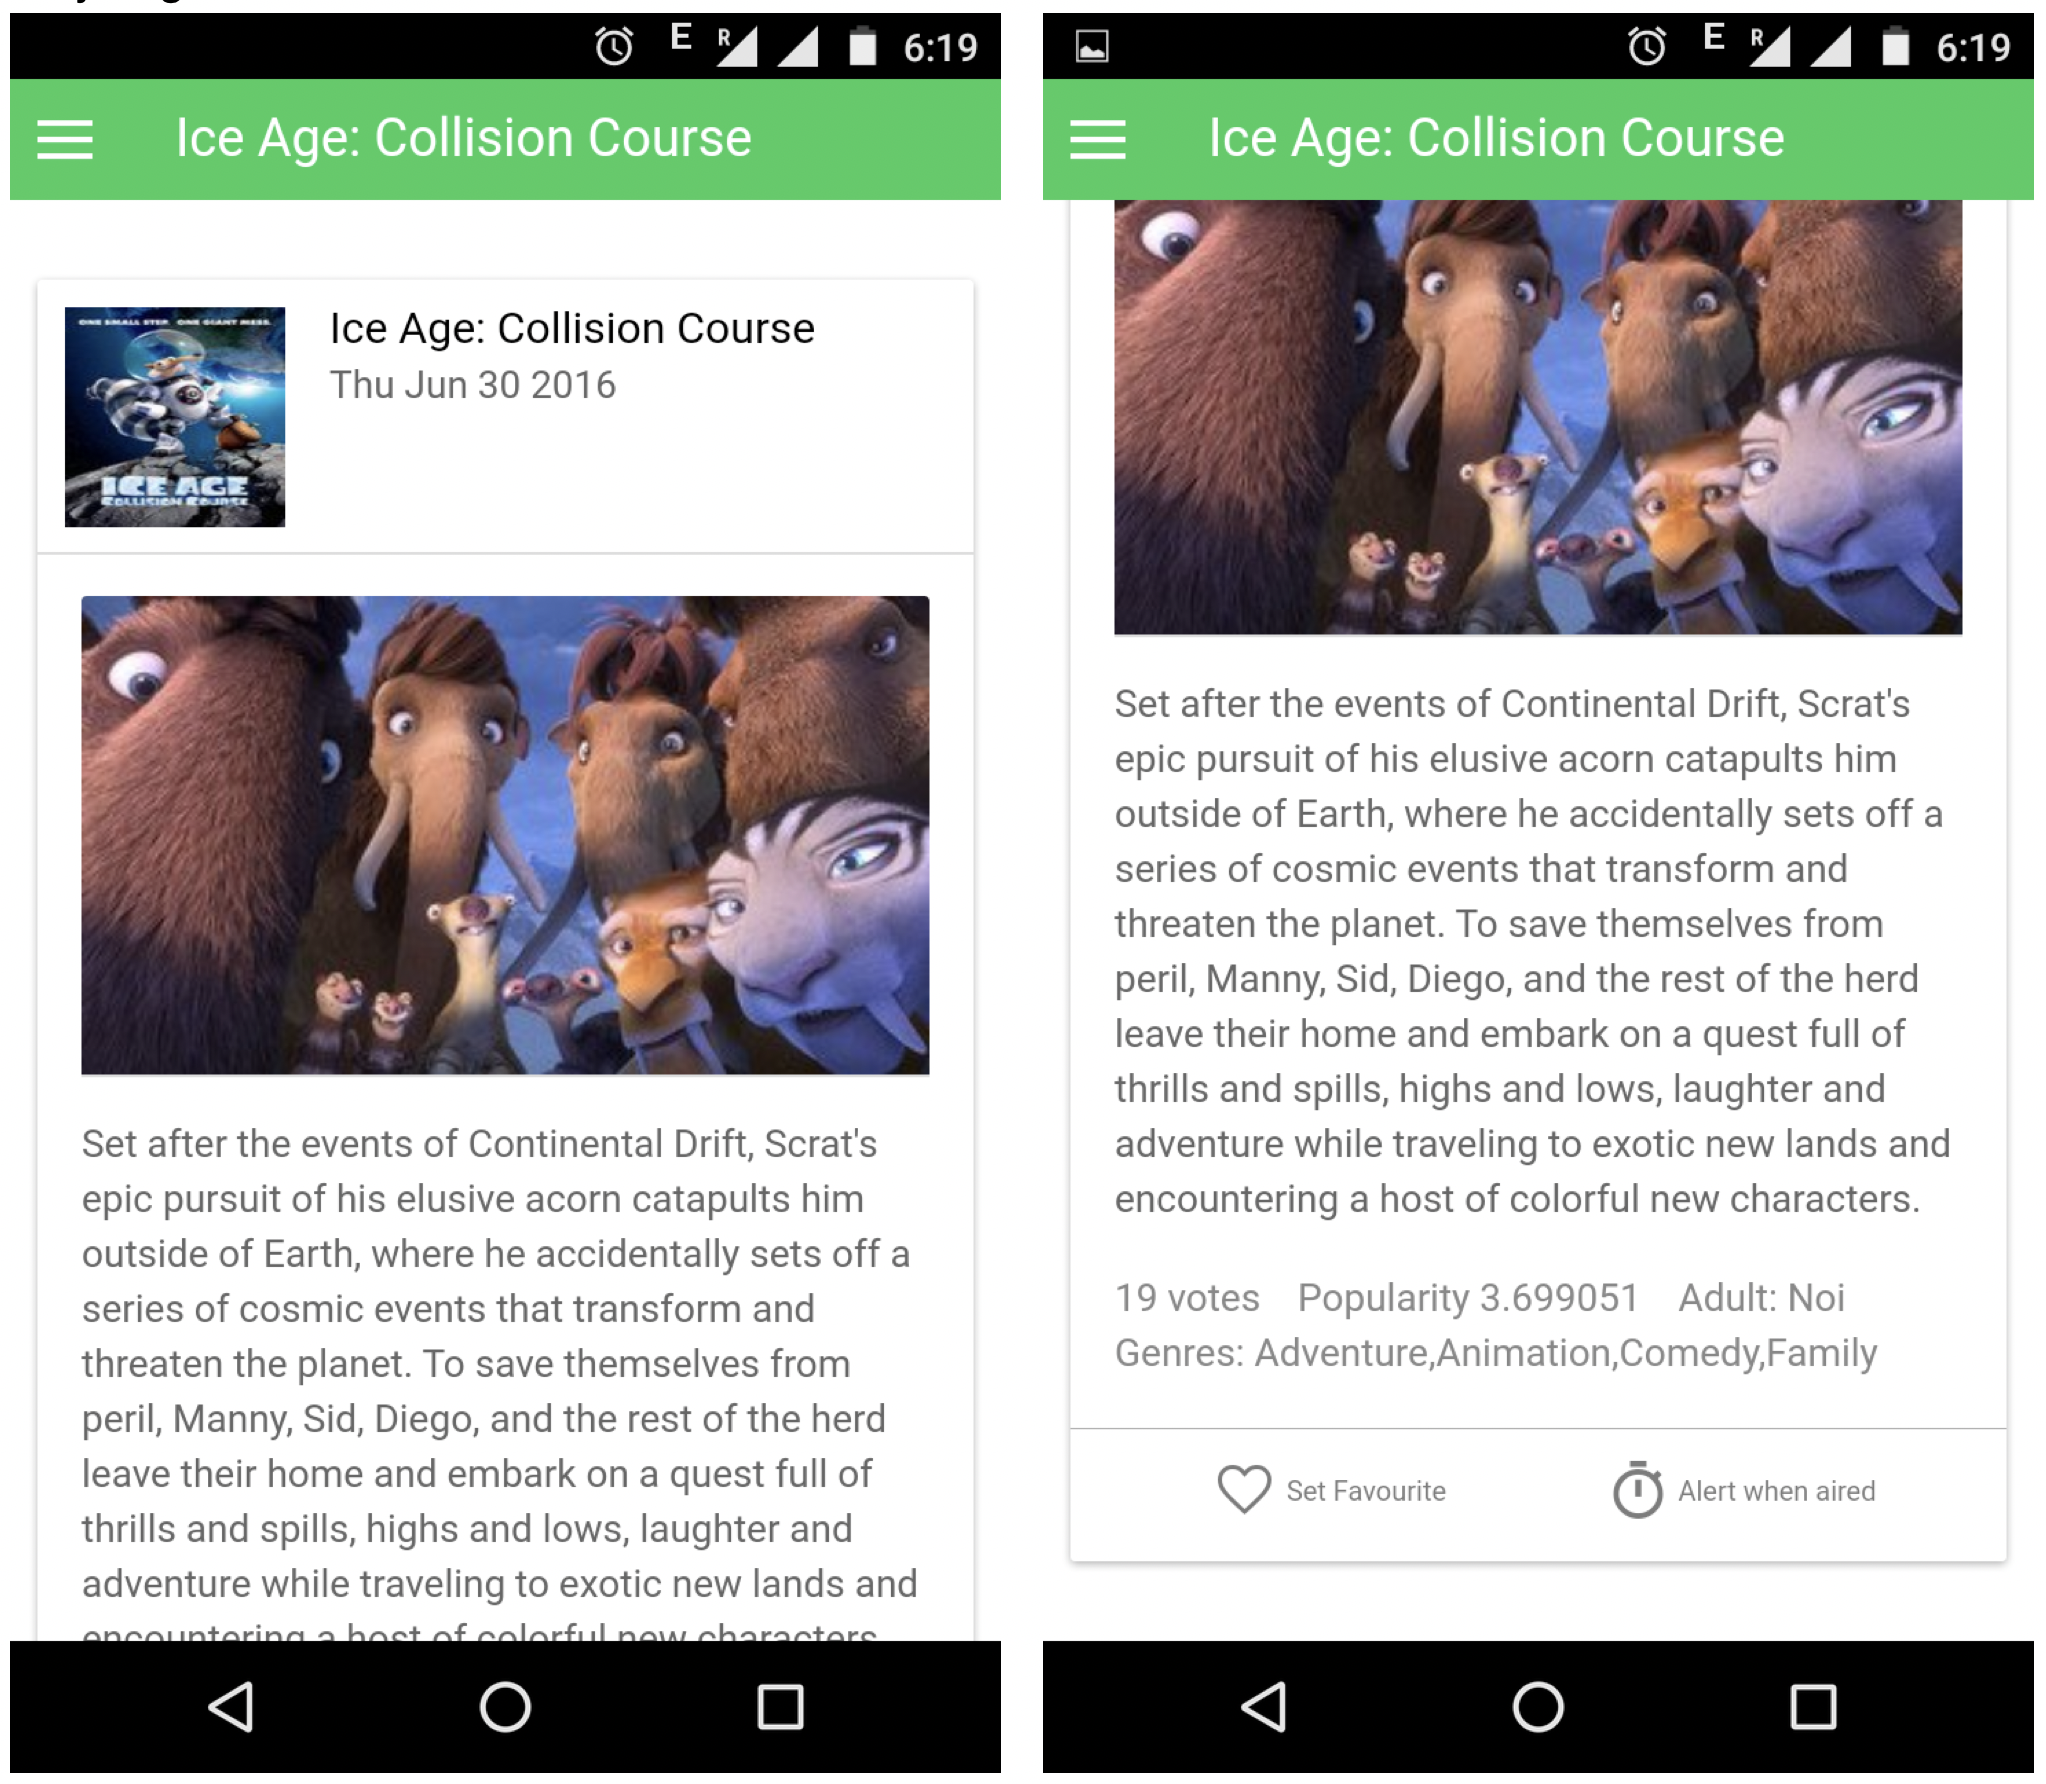 E R 6:19
Ice Age: Collision Course
ONE SMALL STEP. ONE GIANT MESS.
ICE AGE
COLLISION COURSE
Ice Age: Collision Course
Thu Jun 30 2016
Set after the events of Continental Drift, Scrat's
epic pursuit of his elusive acorn catapults him
outside of Earth, where he accidentally sets off a
series of cosmic events that transform and
threaten the planet. To save themselves from
peril, Manny, Sid, Diego, and the rest of the herd
leave their home and embark on a quest full of
thrills and spills, highs and lows, laughter and
adventure while traveling to exotic new lands and
encountering a host of colorful new characters.
E R 6:19
Ice Age: Collision Course
Set after the events of Continental Drift, Scrat's
epic pursuit of his elusive acorn catapults him
outside of Earth, where he accidentally sets off a
series of cosmic events that transform and
threaten the planet. To save themselves from
peril, Manny, Sid, Diego, and the rest of the herd
leave their home and embark on a quest full of
thrills and spills, highs and lows, laughter and
adventure while traveling to exotic new lands and
encountering a host of colorful new characters.
19 votes Popularity 3.699051 Adult: Noi
Genres: Adventure,Animation,Comedy,Family
Set Favourite Alert when aired